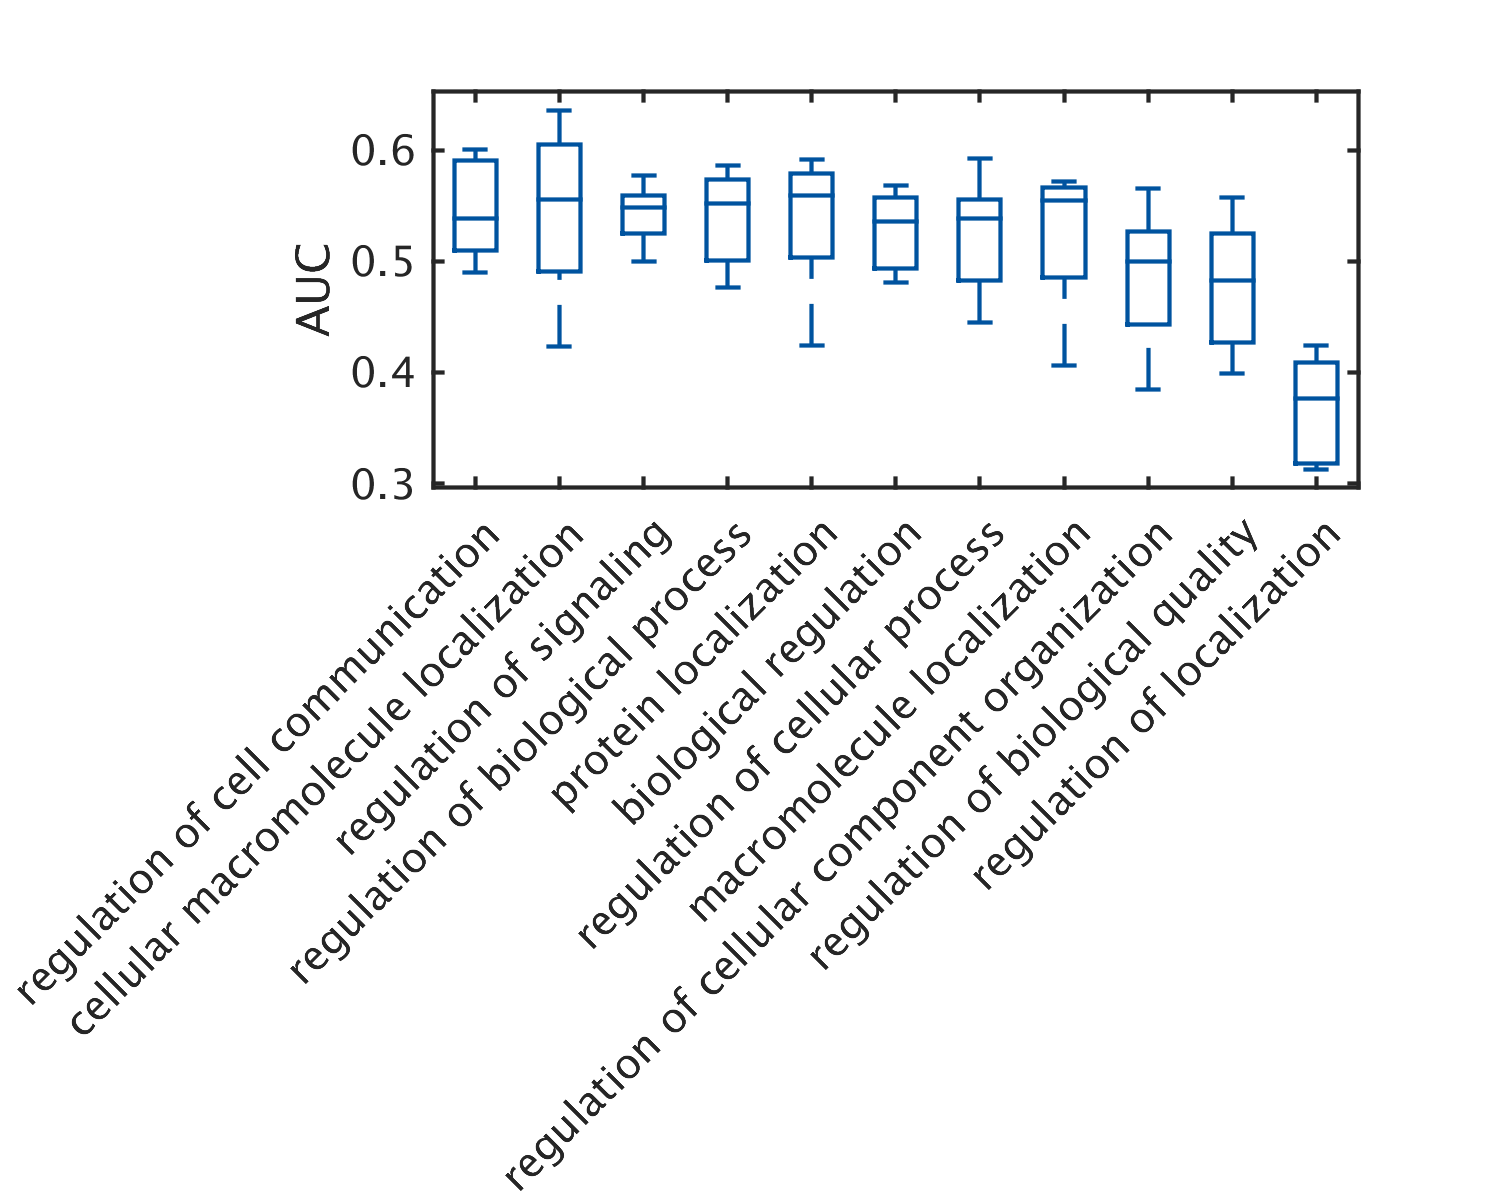 0.6
0.5
0.4
0.3
AUC
regulation of cell communication
cellular macromolecule localization
regulation of signaling
regulation of biological process
protein localization
biological regulation
regulation of cellular process
macromolecule localization
regulation of cellular component organization
regulation of biological quality
regulation of localization